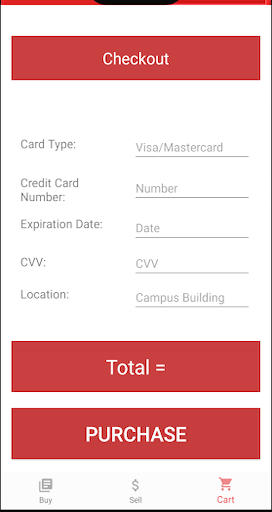 Checkout
Card Type: Visa/Mastercard
Credit Card
Number: Number
Expiration Date: Date
CVV: CVV
Location: Campus Building
Total =
PURCHASE
Buy Sell Cart